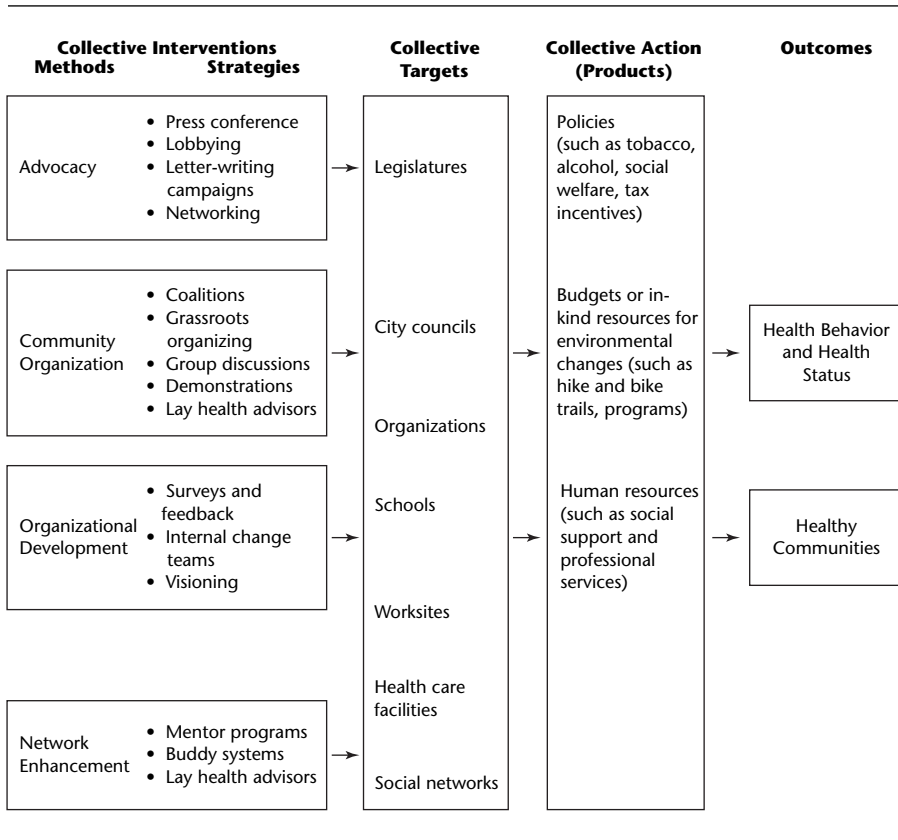 Collective Interventions
Methods Strategies
Collective
Targets
Collective Action
(Products)
Outcomes
Advocacy
• Press conference
• Lobbying
• Letter-writing
campaigns
• Networking
Community
Organization
• Coalitions
• Grassroots
organizing
• Group discussions
• Demonstrations
• Lay health advisors
Organizational
Development
• Surveys and
feedback
• Internal change
teams
• Visioning
Network
Enhancement
• Mentor programs
• Buddy systems
• Lay health advisors
Legislatures
City councils
Organizations
Schools
Worksites
Health care
facilities
Social networks
Policies
(such as tobacco,
alcohol, social
welfare, tax
incentives)
Budgets or in-
kind resources for
environmental
changes (such as
hike and bike
trails, programs)
Human resources
(such as social
support and
professional
services)
Health Behavior
and Health
Status
Healthy
Communities